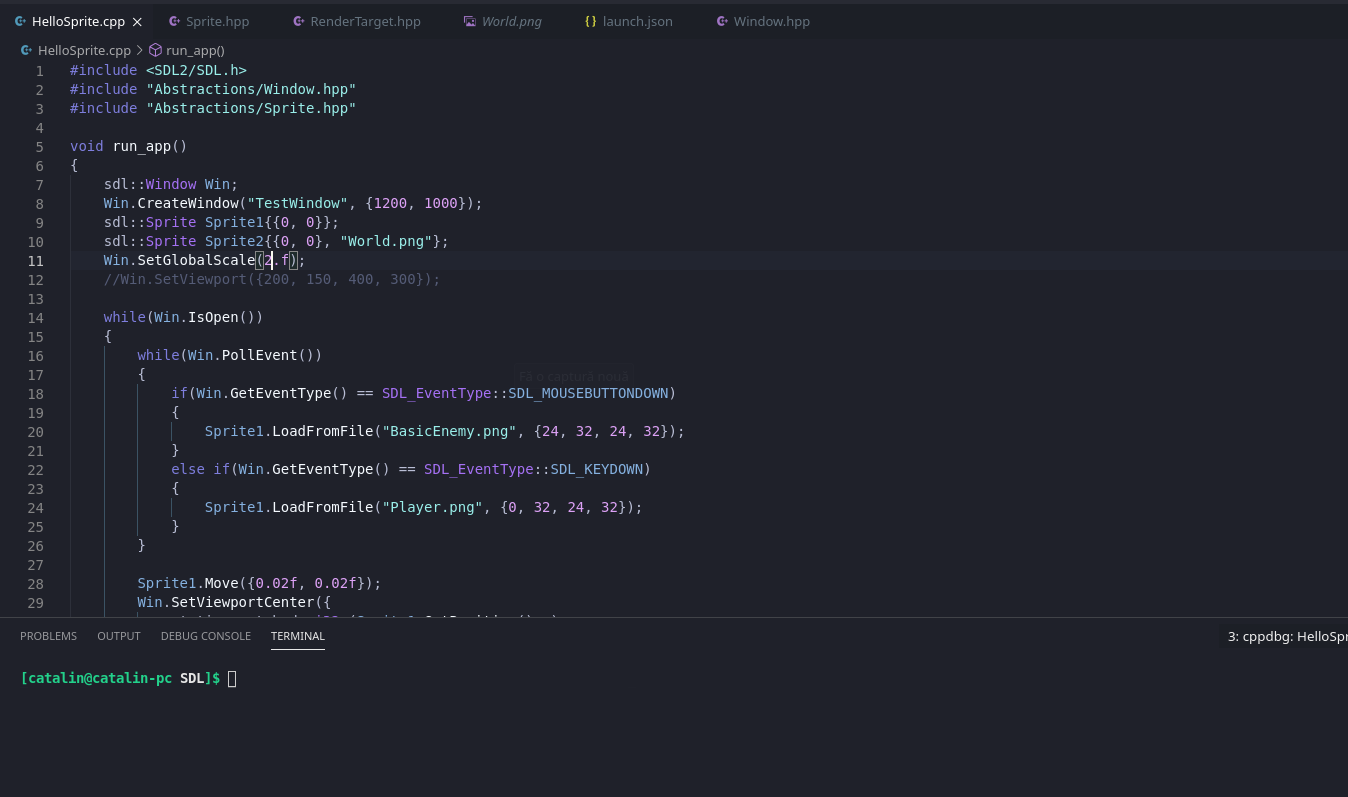 HelloSprite.cpp Sprite.hpp RenderTarget.hpp World.png {} launch.json Window.hpp
HelloSprite.cpp > run_app()
1 #include <SDL2/SDL.h>
2 #include "Abstractions/Window.hpp"
3 #include "Abstractions/Sprite.hpp"
4
5 void run_app()
6 {
7     sdl::Window Win;
8     Win.CreateWindow("TestWindow", {1200, 1000});
9     sdl::Sprite Sprite1{{0, 0}};
10     sdl::Sprite Sprite2{{0, 0}, "World.png"};
11     Win.SetGlobalScale(2.f);
12     //Win.SetViewport({200, 150, 400, 300});
13
14     while(Win.IsOpen())
15     {
16         while(Win.PollEvent())
Fă o captură nouă
17         {
18             if(Win.GetEventType() == SDL_EventType::SDL_MOUSEBUTTONDOWN)
19             {
20                 Sprite1.LoadFromFile("BasicEnemy.png", {24, 32, 24, 32});
21             }
22             else if(Win.GetEventType() == SDL_EventType::SDL_KEYDOWN)
23             {
24                 Sprite1.LoadFromFile("Player.png", {0, 32, 24, 32});
25             }
26         }
27
28         Sprite1.Move({0.02f, 0.02f});
29         Win.SetViewportCenter({
PROBLEMS OUTPUT DEBUG CONSOLE TERMINAL 3: cppdbg: HelloSpr
[catalin@catalin-pc SDL]$